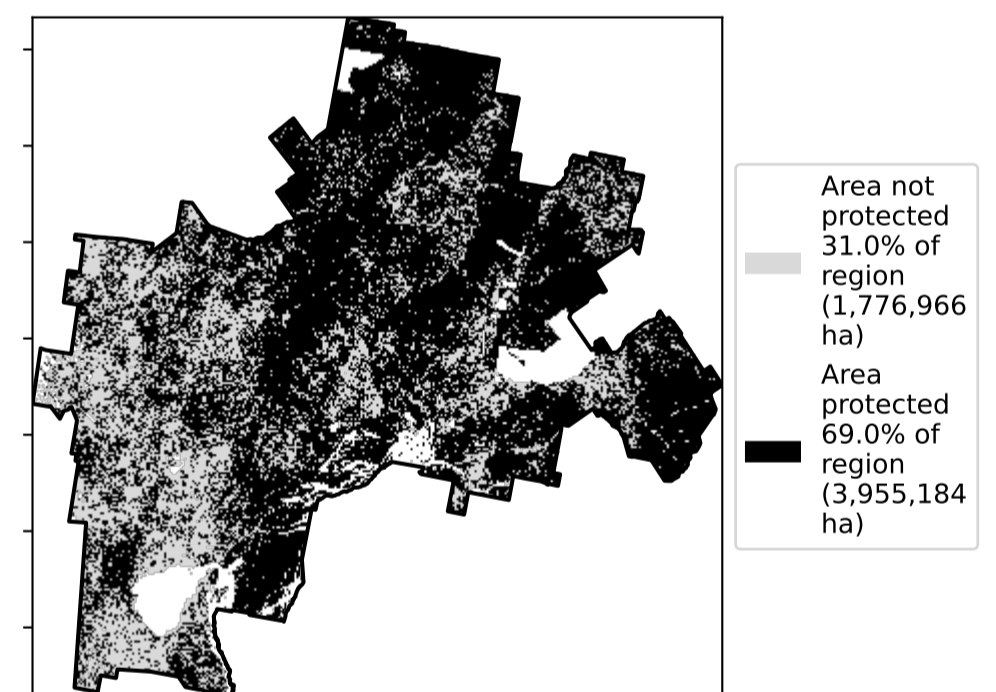 Area not
protected
31.0% of
region
(1,776,966
ha)
Area
protected
69.0% of
region
(3,955,184
ha)